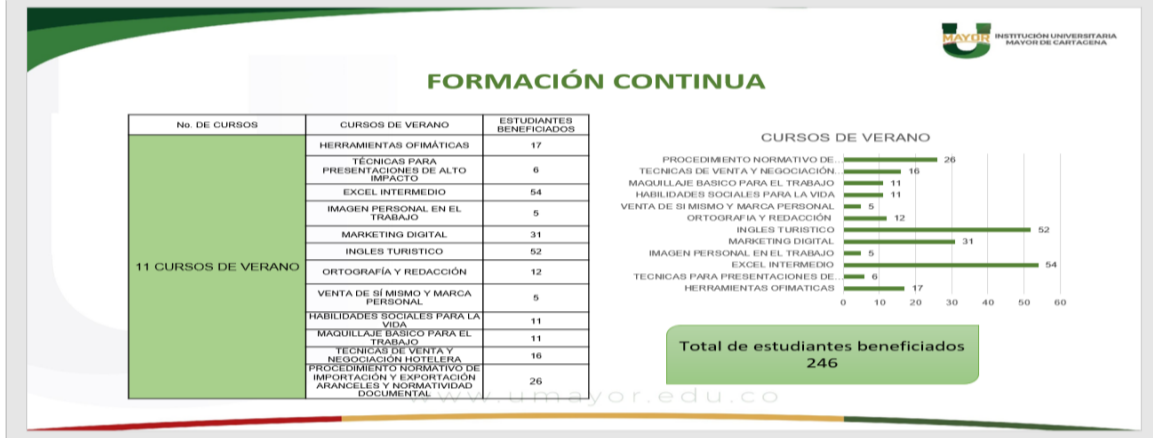 MAYOR
INSTITUCIÓN UNIVERSITARIA
MAYOR DE CARTAGENA
FORMACIÓN CONTINUA
No. DE CURSOS
CURSOS DE VERANO
ESTUDIANTES
BENEFICIADOS
11 CURSOS DE VERANO
HERRAMIENTAS OFIMÁTICAS
17
TÉCNICAS PARA
PRESENTACIONES DE ALTO
IMPACTO
6
EXCEL INTERMEDIO
54
IMAGEN PERSONAL EN EL
TRABAJO
5
MARKETING DIGITAL
31
INGLES TURISTICO
52
ORTOGRAFÍA Y REDACCIÓN
12
VENTA DE SÍ MISMO Y MARCA
PERSONAL
5
HABILIDADES SOCIALES PARA LA
VIDA
11
MAQUILLAJE BASICO PARA EL
TRABAJO
11
TECNICAS DE VENTA Y
NEGOCIACIÓN HOTELERA
16
PROCEDIMIENTO NORMATIVO DE
IMPORTACIÓN Y EXPORTACIÓN
ARANCELES Y NORMATIVIDAD
DOCUMENTAL
26
CURSOS DE VERANO
PROCEDIMIENTO NORMATIVO DE... 26
TECNICAS DE VENTA Y NEGOCIACIÓN... 16
MAQUILLAJE BASICO PARA EL TRABAJO 11
HABILIDADES SOCIALES PARA LA VIDA 11
VENTA DE SI MISMO Y MARCA PERSONAL 5
ORTOGRAFIA Y REDACCIÓN 12
INGLES TURISTICO 52
MARKETING DIGITAL 31
IMAGEN PERSONAL EN EL TRABAJO 5
EXCEL INTERMEDIO 54
TECNICAS PARA PRESENTACIONES DE... 6
HERRAMIENTAS OFIMATICAS 17
0 10 20 30 40 50 60
Total de estudiantes beneficiados
246
www.umayor.edu.co